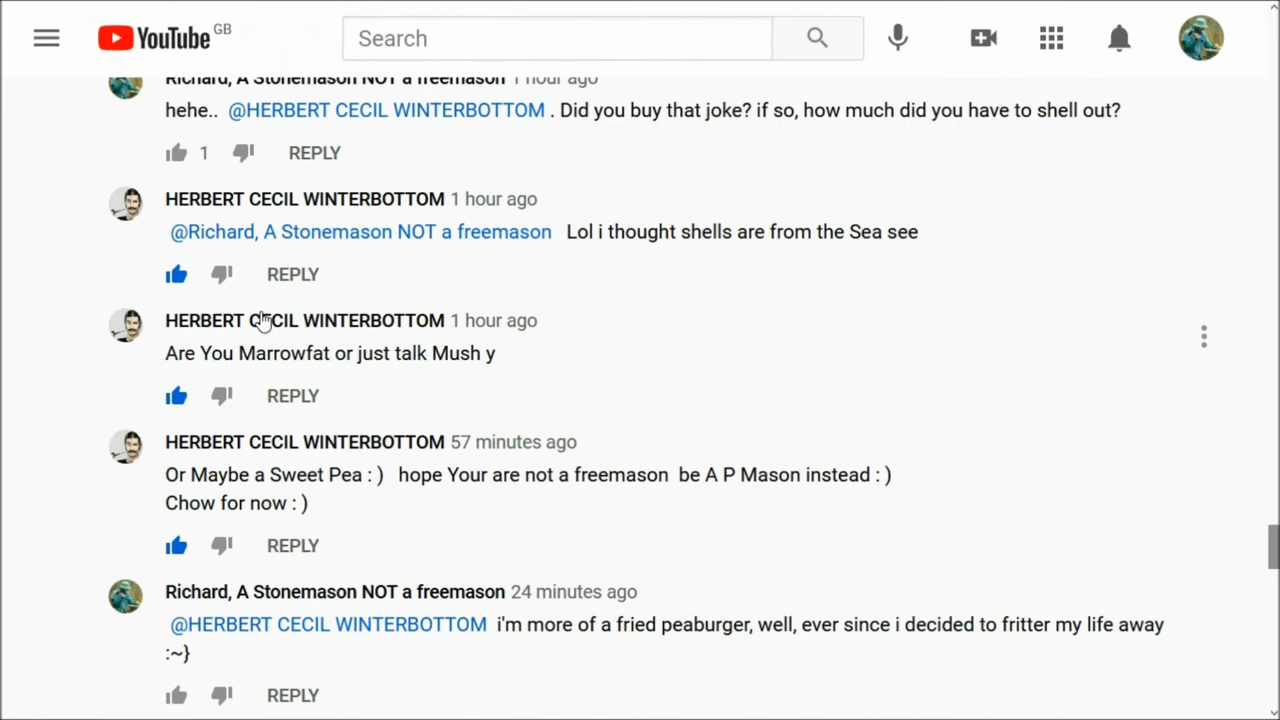 YouTube GB
Search
Richard, A Stonemason NOT a freemason 1 hour ago
hehe.. @HERBERT CECIL WINTERBOTTOM . Did you buy that joke? if so, how much did you have to shell out?
1 REPLY
HERBERT CECIL WINTERBOTTOM 1 hour ago
@Richard, A Stonemason NOT a freemason Lol i thought shells are from the Sea see
REPLY
HERBERT CECIL WINTERBOTTOM 1 hour ago
Are You Marrowfat or just talk Mush y
REPLY
HERBERT CECIL WINTERBOTTOM 57 minutes ago
Or Maybe a Sweet Pea : ) hope Your are not a freemason be A P Mason instead : )
Chow for now : )
REPLY
Richard, A Stonemason NOT a freemason 24 minutes ago
@HERBERT CECIL WINTERBOTTOM i'm more of a fried peaburger, well, ever since i decided to fritter my life away
:~}
REPLY